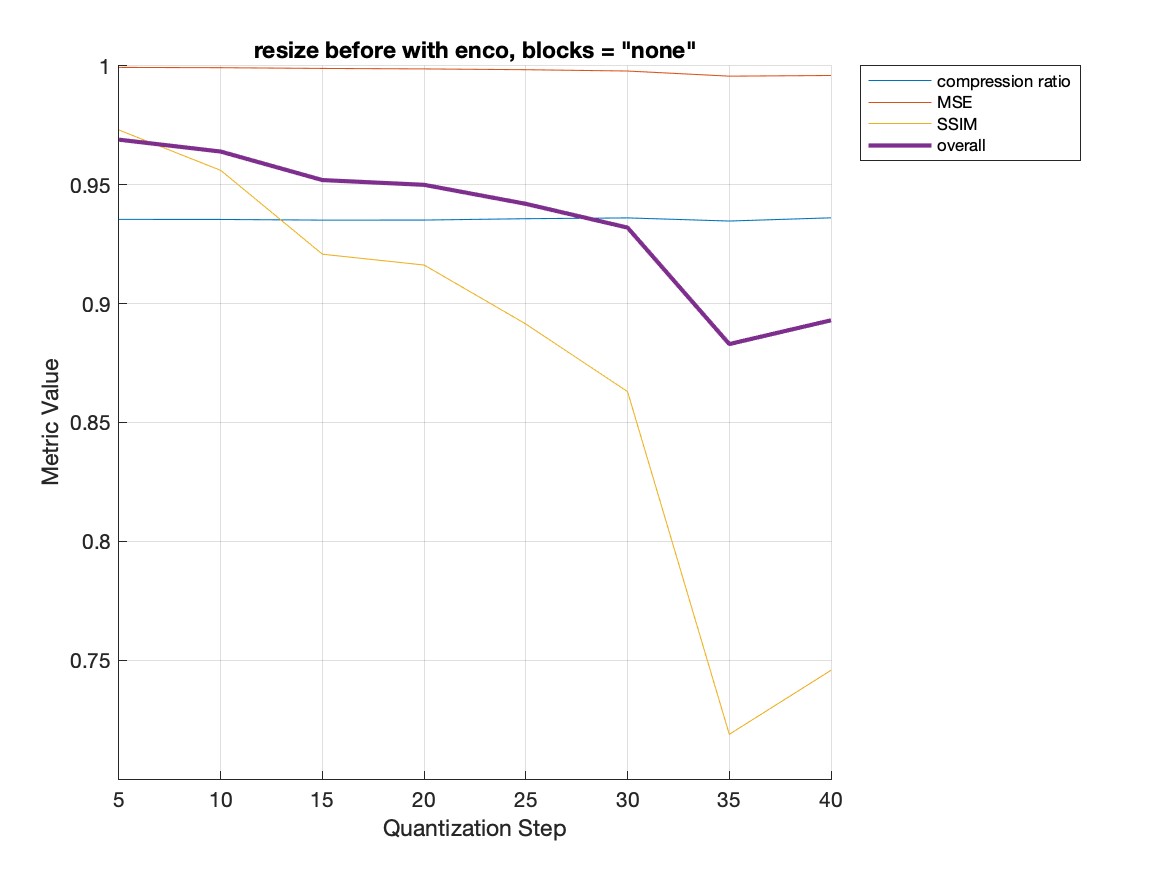 resize before with enco, blocks = "none"
compression ratio
MSE
SSIM
overall
Metric Value
1
0.95
0.9
0.85
0.8
0.75
5 10 15 20 25 30 35 40
Quantization Step